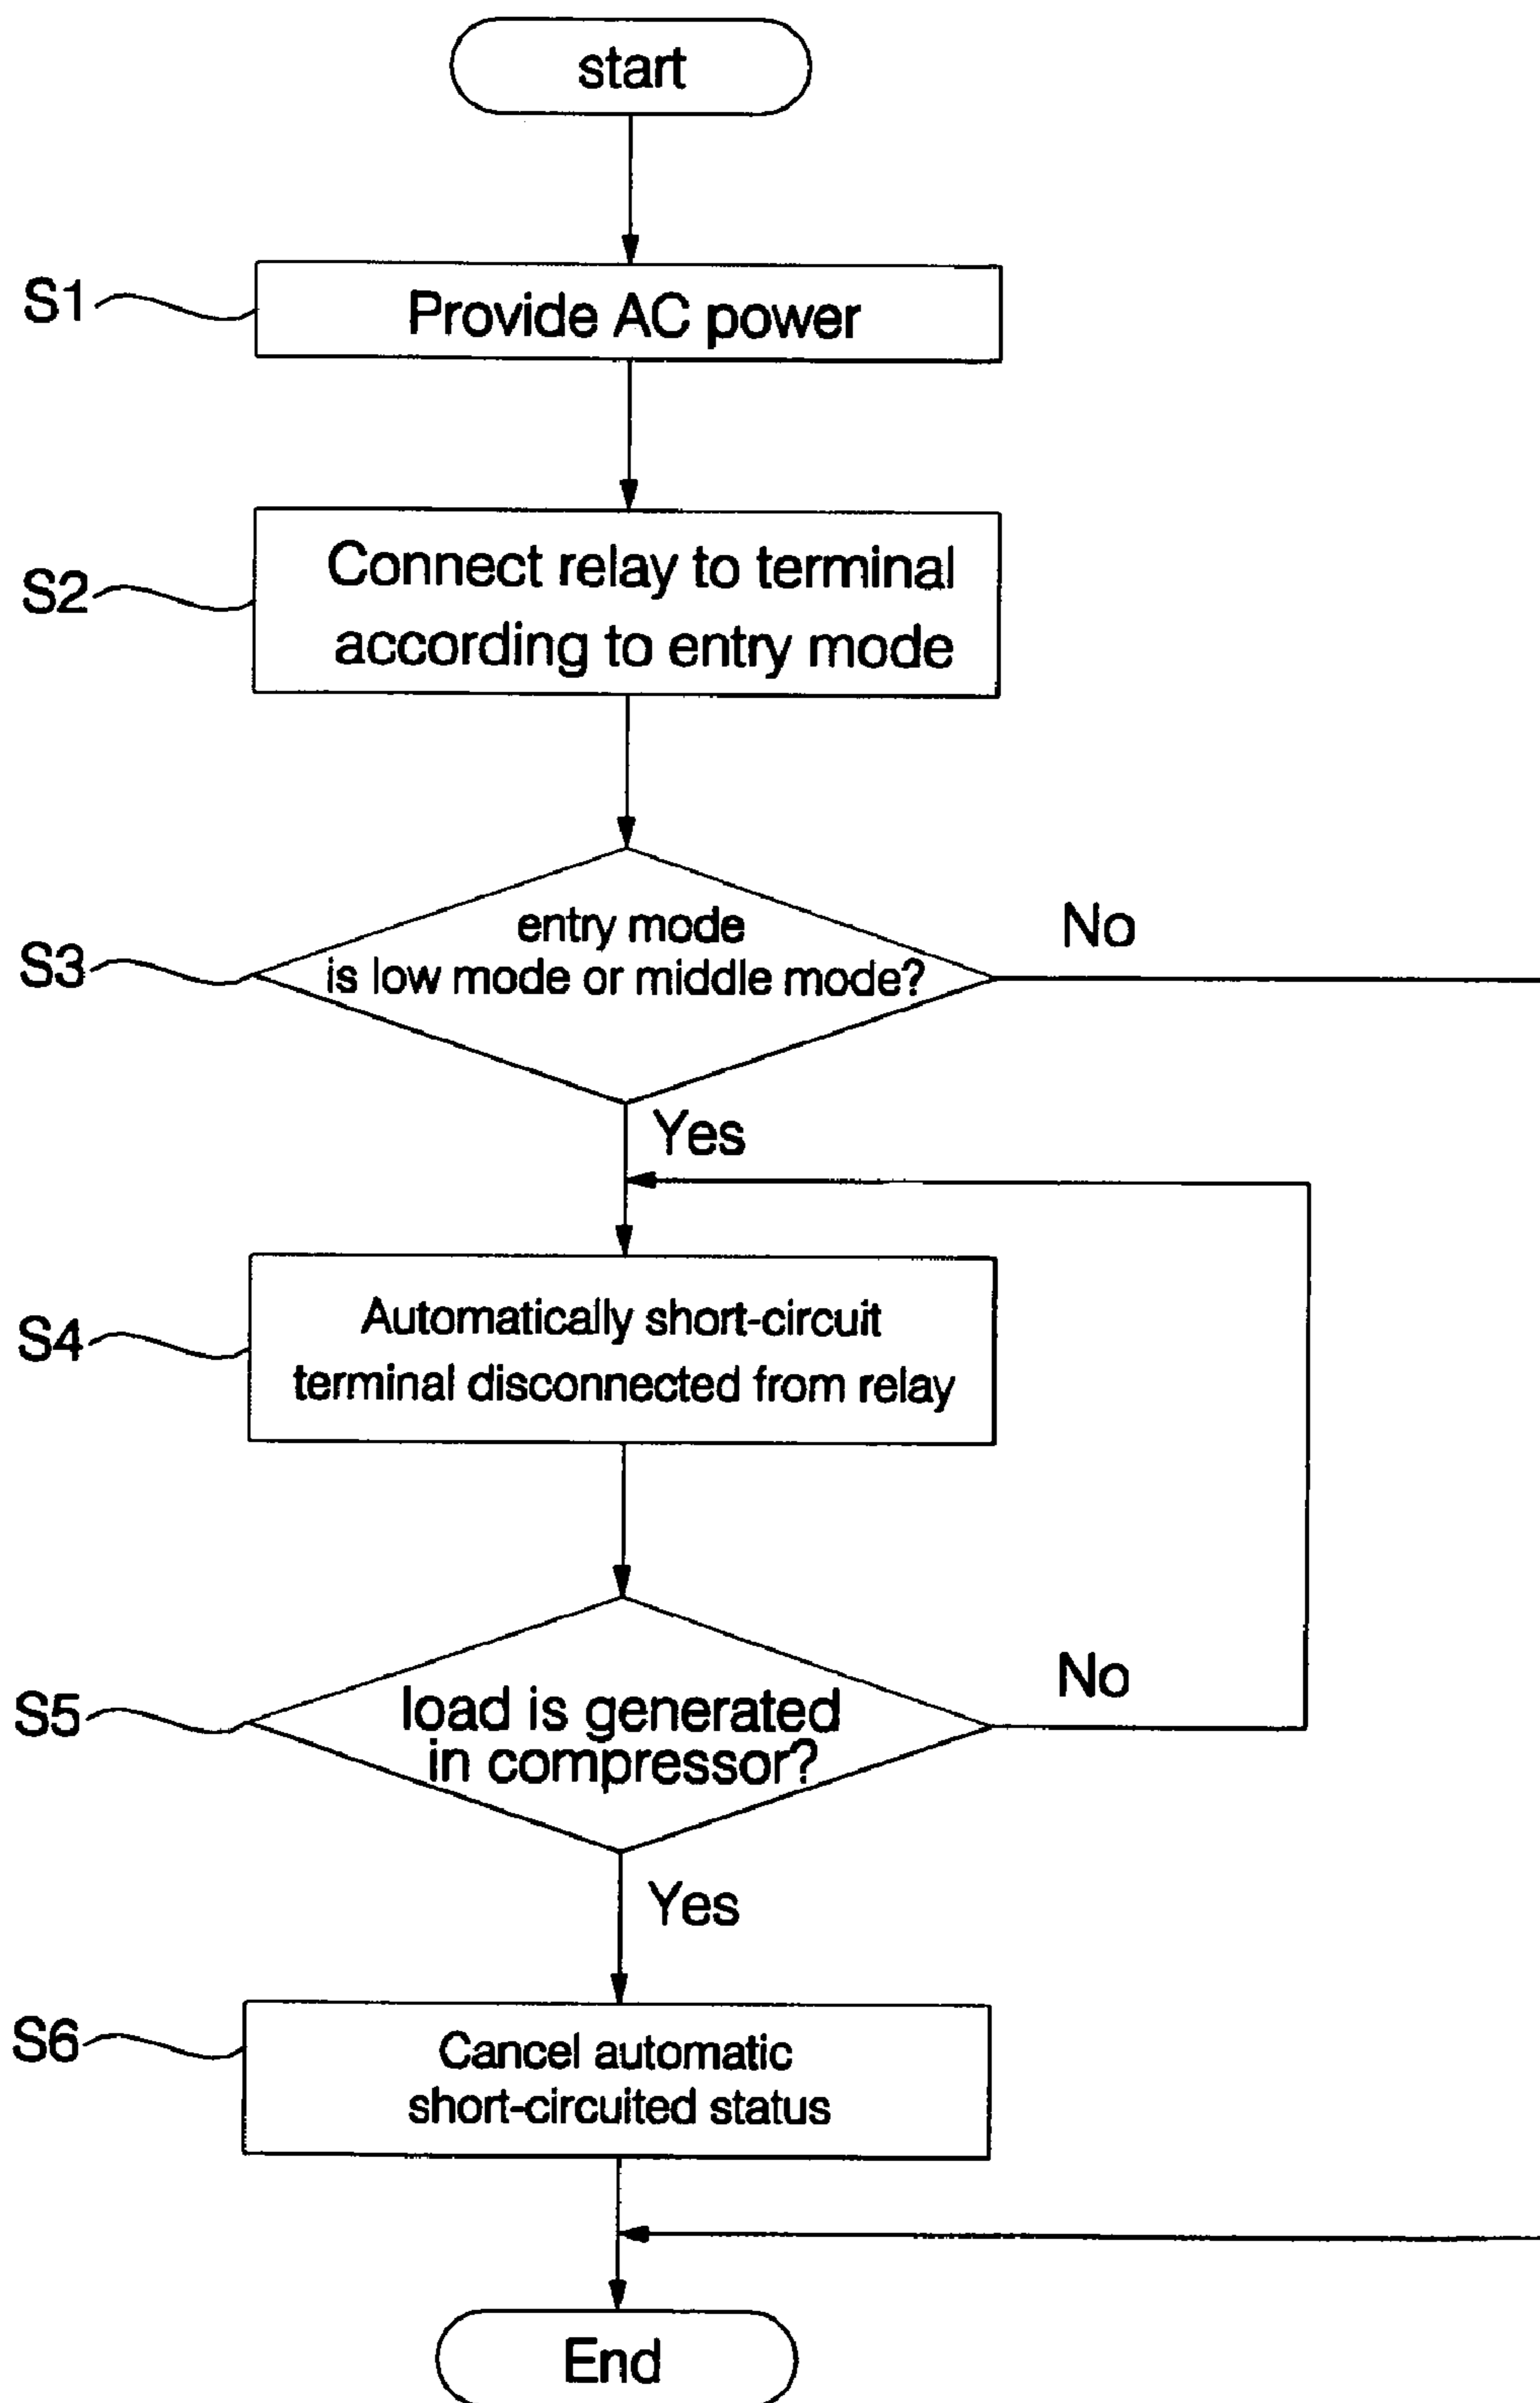 start
S1
Provide AC power
S2
Connect relay to terminal
according to entry mode
S3
entry mode
is low mode or middle mode?
No
Yes
S4
Automatically short-circuit
terminal disconnected from relay
S5
load is generated
in compressor?
No
Yes
S6
Cancel automatic
short-circuited status
End